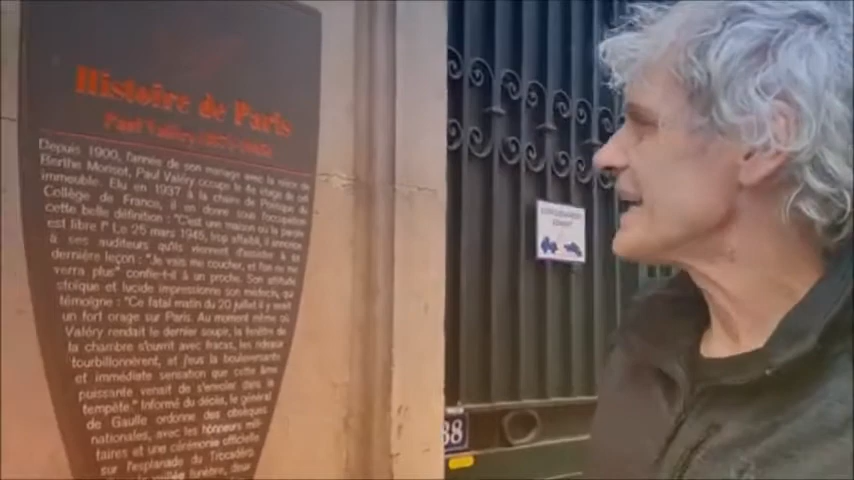 Histoire de Paris
Paul Valéry
Depuis 1900, l'année de son mariage avec la nièce de
Berthe Morisot, Paul Valéry occupe le 4e étage de cet
immeuble. Elu en 1937 à la chaire de Poétique du
Collège de France, il en donne sous l'occupation
cette belle définition : "C'est une maison où la parole
est libre !" Le 25 mars 1945, trop affaibli, il annonce
à ses auditeurs qu'ils viennent d'assister à sa
dernière leçon : "Je vais me coucher, et l'on ne me
verra plus" confie-t-il à un proche. Son attitude
stoïque et lucide impressionne son médecin, qui
témoigne : "Ce fatal matin du 20 juillet il y avait
un fort orage sur Paris. Au moment même où
Valéry rendait le dernier soupir, la fenêtre de
la chambre s'ouvrit avec fracas, les rideaux
tourbillonnèrent, et j'eus la bouleversante
et immédiate sensation que cette âme
puissante venait de s'envoler dans la
tempête." Informé du décès, le général
de Gaulle ordonne des obsèques
nationales, avec les honneurs mili-
taires et une cérémonie officielle
sur l'esplanade du Trocadéro
funèbre, deux
38